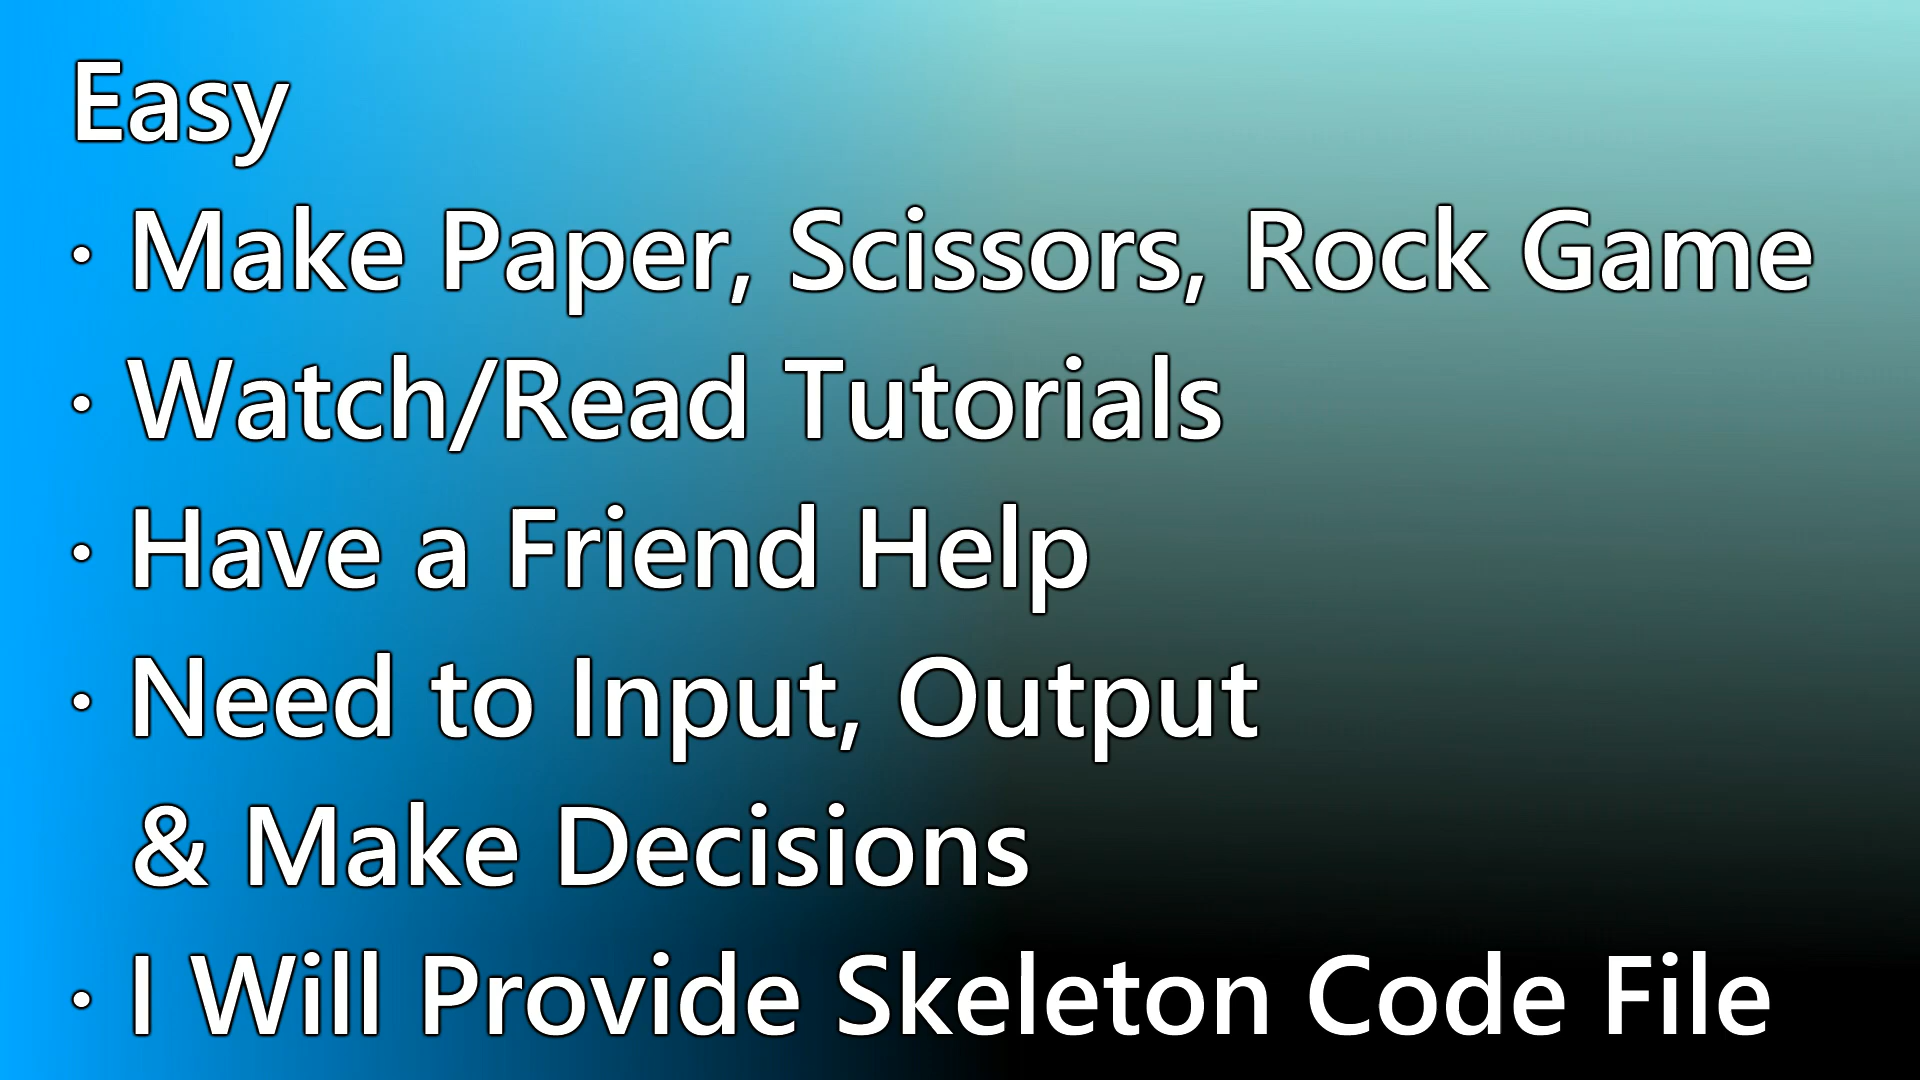 Easy
• Make Paper, Scissors, Rock Game
• Watch/Read Tutorials
• Have a Friend Help
• Need to Input, Output
& Make Decisions
• I Will Provide Skeleton Code File